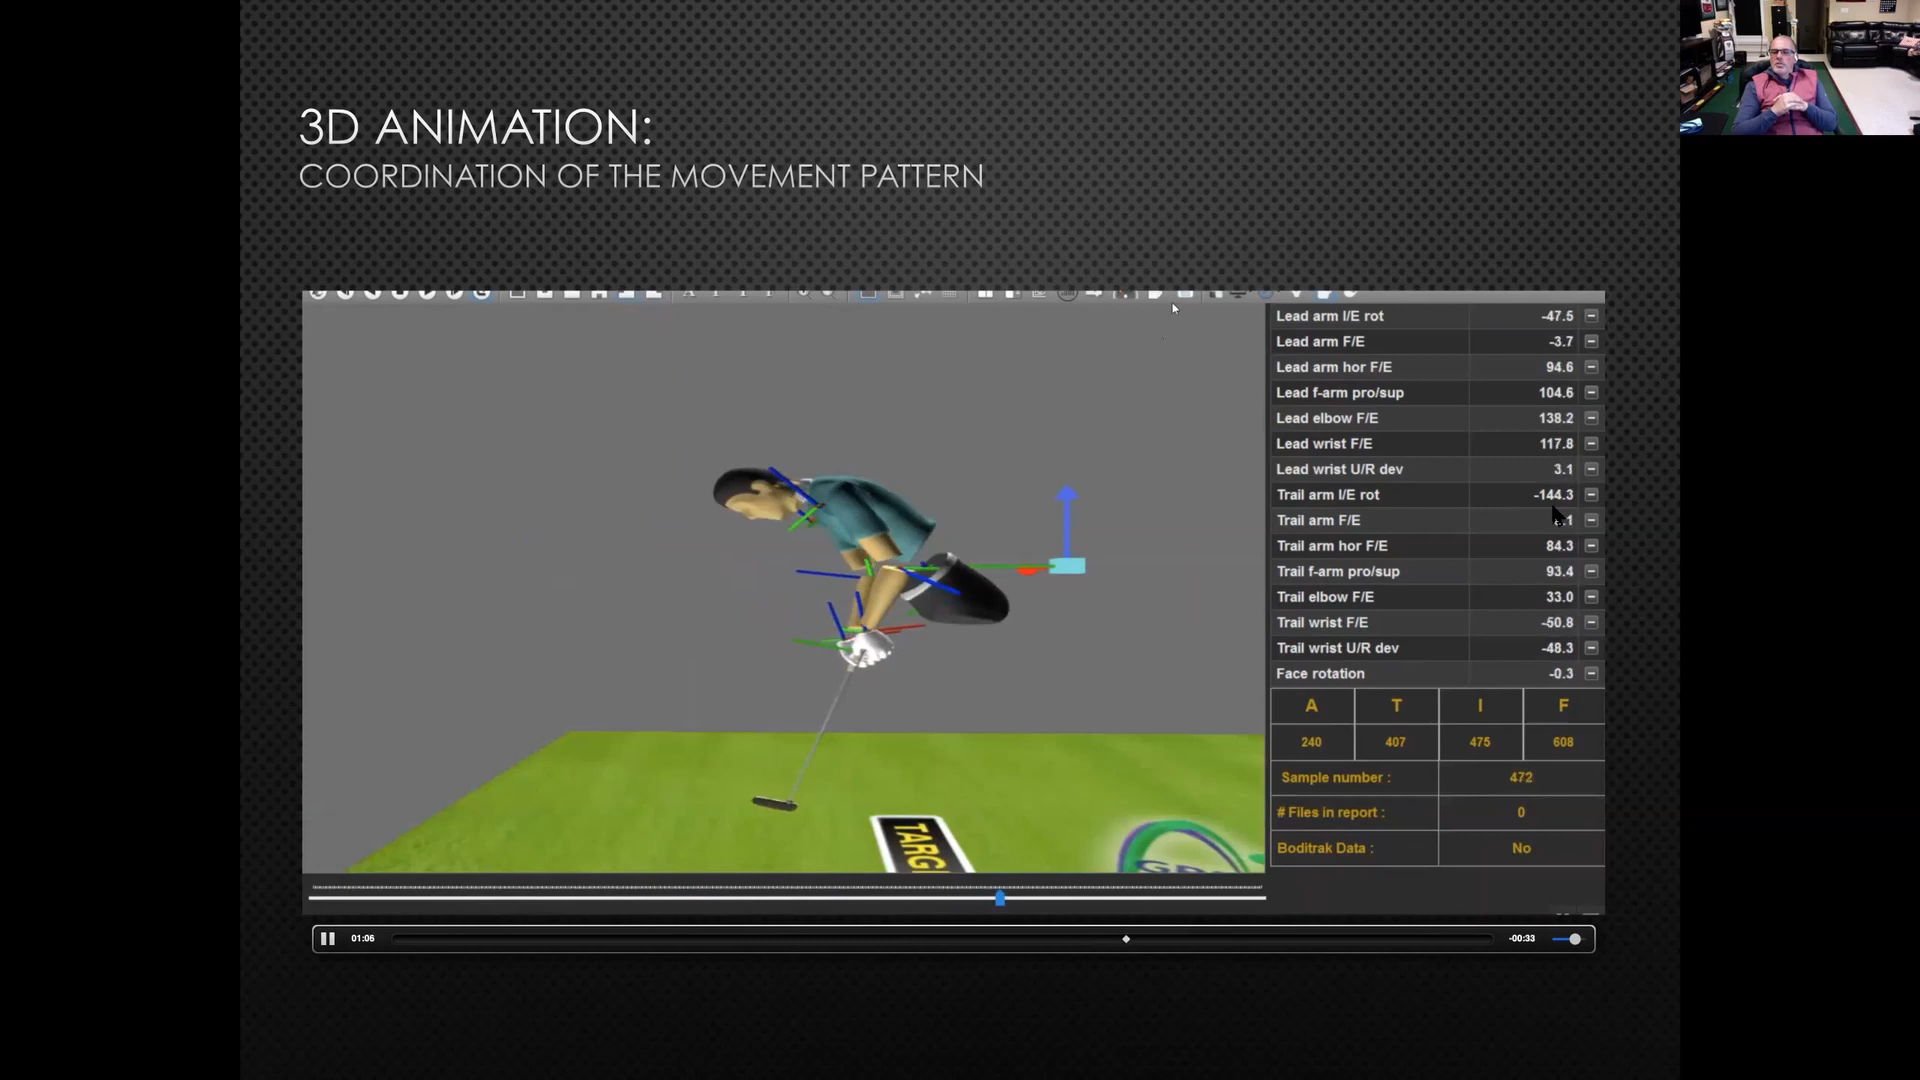 3D ANIMATION:
COORDINATION OF THE MOVEMENT PATTERN
Lead arm I/E rot -47.5
Lead arm F/E -3.7
Lead arm hor F/E 94.6
Lead f-arm pro/sup 104.6
Lead elbow F/E 138.2
Lead wrist F/E 117.8
Lead wrist U/R dev 3.1
Trail arm I/E rot -144.3
Trail arm F/E
Trail arm hor F/E 84.3
Trail f-arm pro/sup 93.4
Trail elbow F/E 33.0
Trail wrist F/E -50.8
Trail wrist U/R dev -48.3
Face rotation -0.3
A T I F
240 407 475 608
Sample number : 472
# Files in report : 0
Boditrak Data : No
TARG
01:06 -00:33